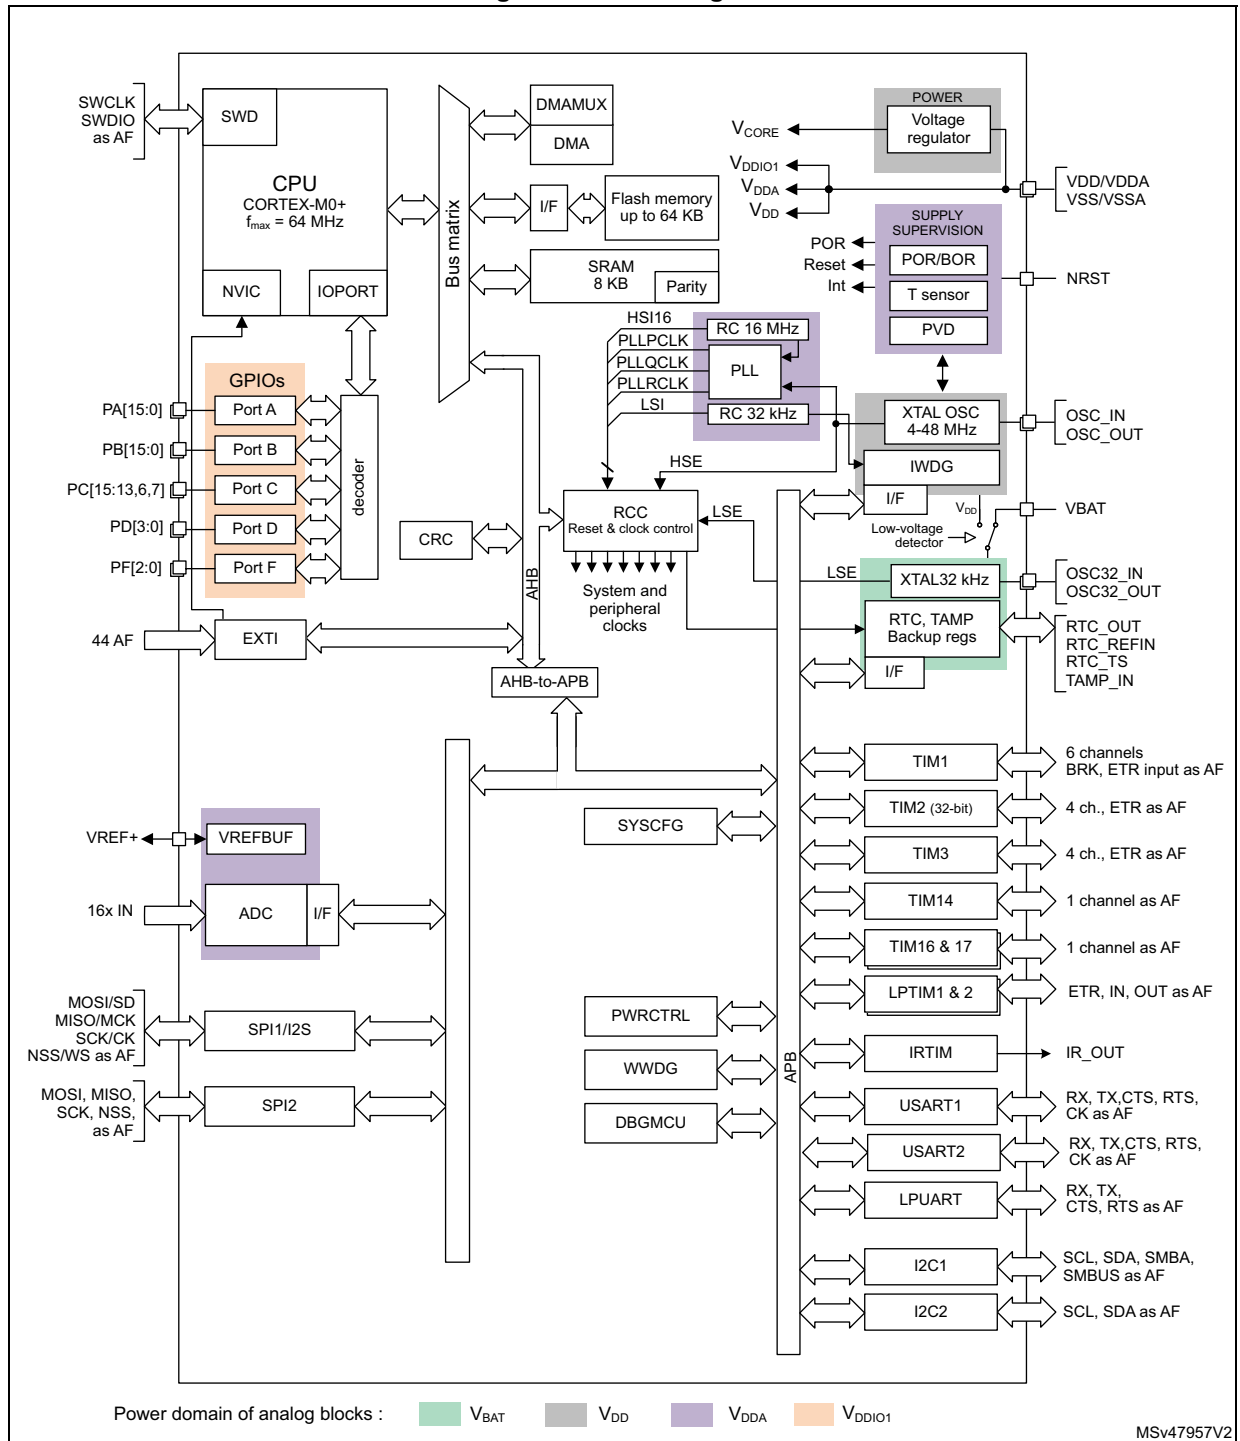 SWCLK
SWDIO
as AF
SWD
CPU
CORTEX-M0+
fmax = 64 MHz
NVIC
IOPORT
Bus matrix
DMAMUX
DMA
I/F
Flash memory
up to 64 KB
SRAM
8 KB
Parity
POWER
Voltage
regulator
VCORE
VDDIO1
VDDA
VDD
VDD/VDDA
VSS/VSSA
SUPPLY
SUPERVISION
POR
Reset
Int
POR/BOR
T sensor
PVD
NRST
HSI16
PLLPCLK
PLLQCLK
PLLRCLK
LSI
RC 16 MHz
PLL
RC 32 kHz
GPIOs
PA[15:0]
Port A
PB[15:0]
Port B
PC[15:13,6,7]
Port C
PD[3:0]
Port D
PF[2:0]
Port F
decoder
XTAL OSC
4-48 MHz
OSC_IN
OSC_OUT
IWDG
I/F
HSE
RCC
Reset & clock control
LSE
VDD
Low-voltage
detector
VBAT
CRC
AHB
System and
peripheral
clocks
LSE
XTAL32 kHz
OSC32_IN
OSC32_OUT
RTC, TAMP
Backup regs
I/F
RTC_OUT
RTC_REFIN
RTC_TS
TAMP_IN
44 AF
EXTI
AHB-to-APB
TIM1
6 channels
BRK, ETR input as AF
TIM2 (32-bit)
4 ch., ETR as AF
SYSCFG
TIM3
4 ch., ETR as AF
VREF+
VREFBUF
16x IN
ADC
I/F
TIM14
1 channel as AF
TIM16 & 17
1 channel as AF
LPTIM1 & 2
ETR, IN, OUT as AF
MOSI/SD
MISO/MCK
SCK/CK
NSS/WS as AF
SPI1/I2S
PWRCTRL
APB
IRTIM
IR_OUT
WWDG
MOSI, MISO,
SCK, NSS,
as AF
SPI2
DBGMCU
USART1
RX, TX,CTS, RTS,
CK as AF
USART2
RX, TX,CTS, RTS,
CK as AF
LPUART
RX, TX,
CTS, RTS as AF
I2C1
SCL, SDA, SMBA,
SMBUS as AF
I2C2
SCL, SDA as AF
Power domain of analog blocks :
VBAT
VDD
VDDA
VDDIO1
MSv47957V2